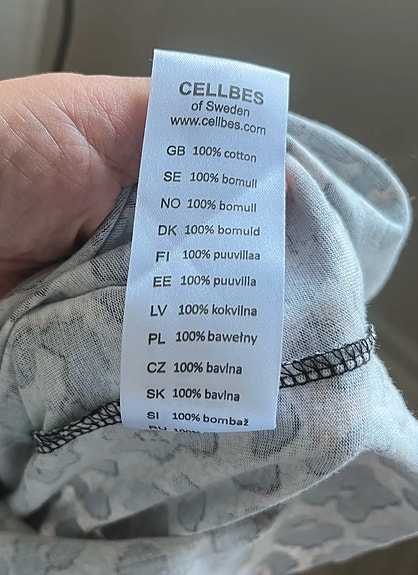 CELLBES
of Sweden
www.cellbes.com
GB 100% cotton
SE 100% bomull
NO 100% bomull
DK 100% bomuld
FI 100% puuvillaa
EE 100% puuvilla
LV 100% kokvilna
PL 100% bawełny
CZ 100% bavlna
SK 100% bavlna
SI 100% bombaž